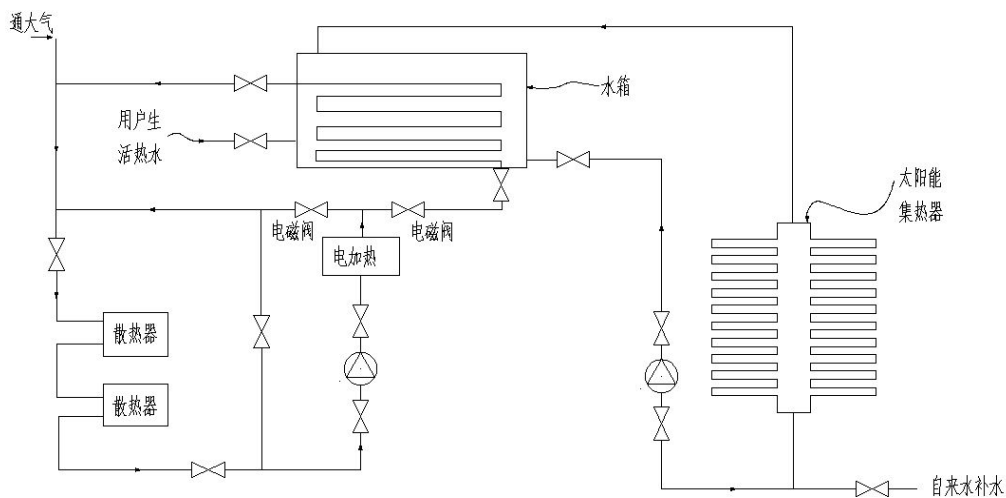 通大气
水箱
用户生
活热水
太阳能
集热器
电磁阀
电磁阀
电加热
散热器
散热器
自来水补水